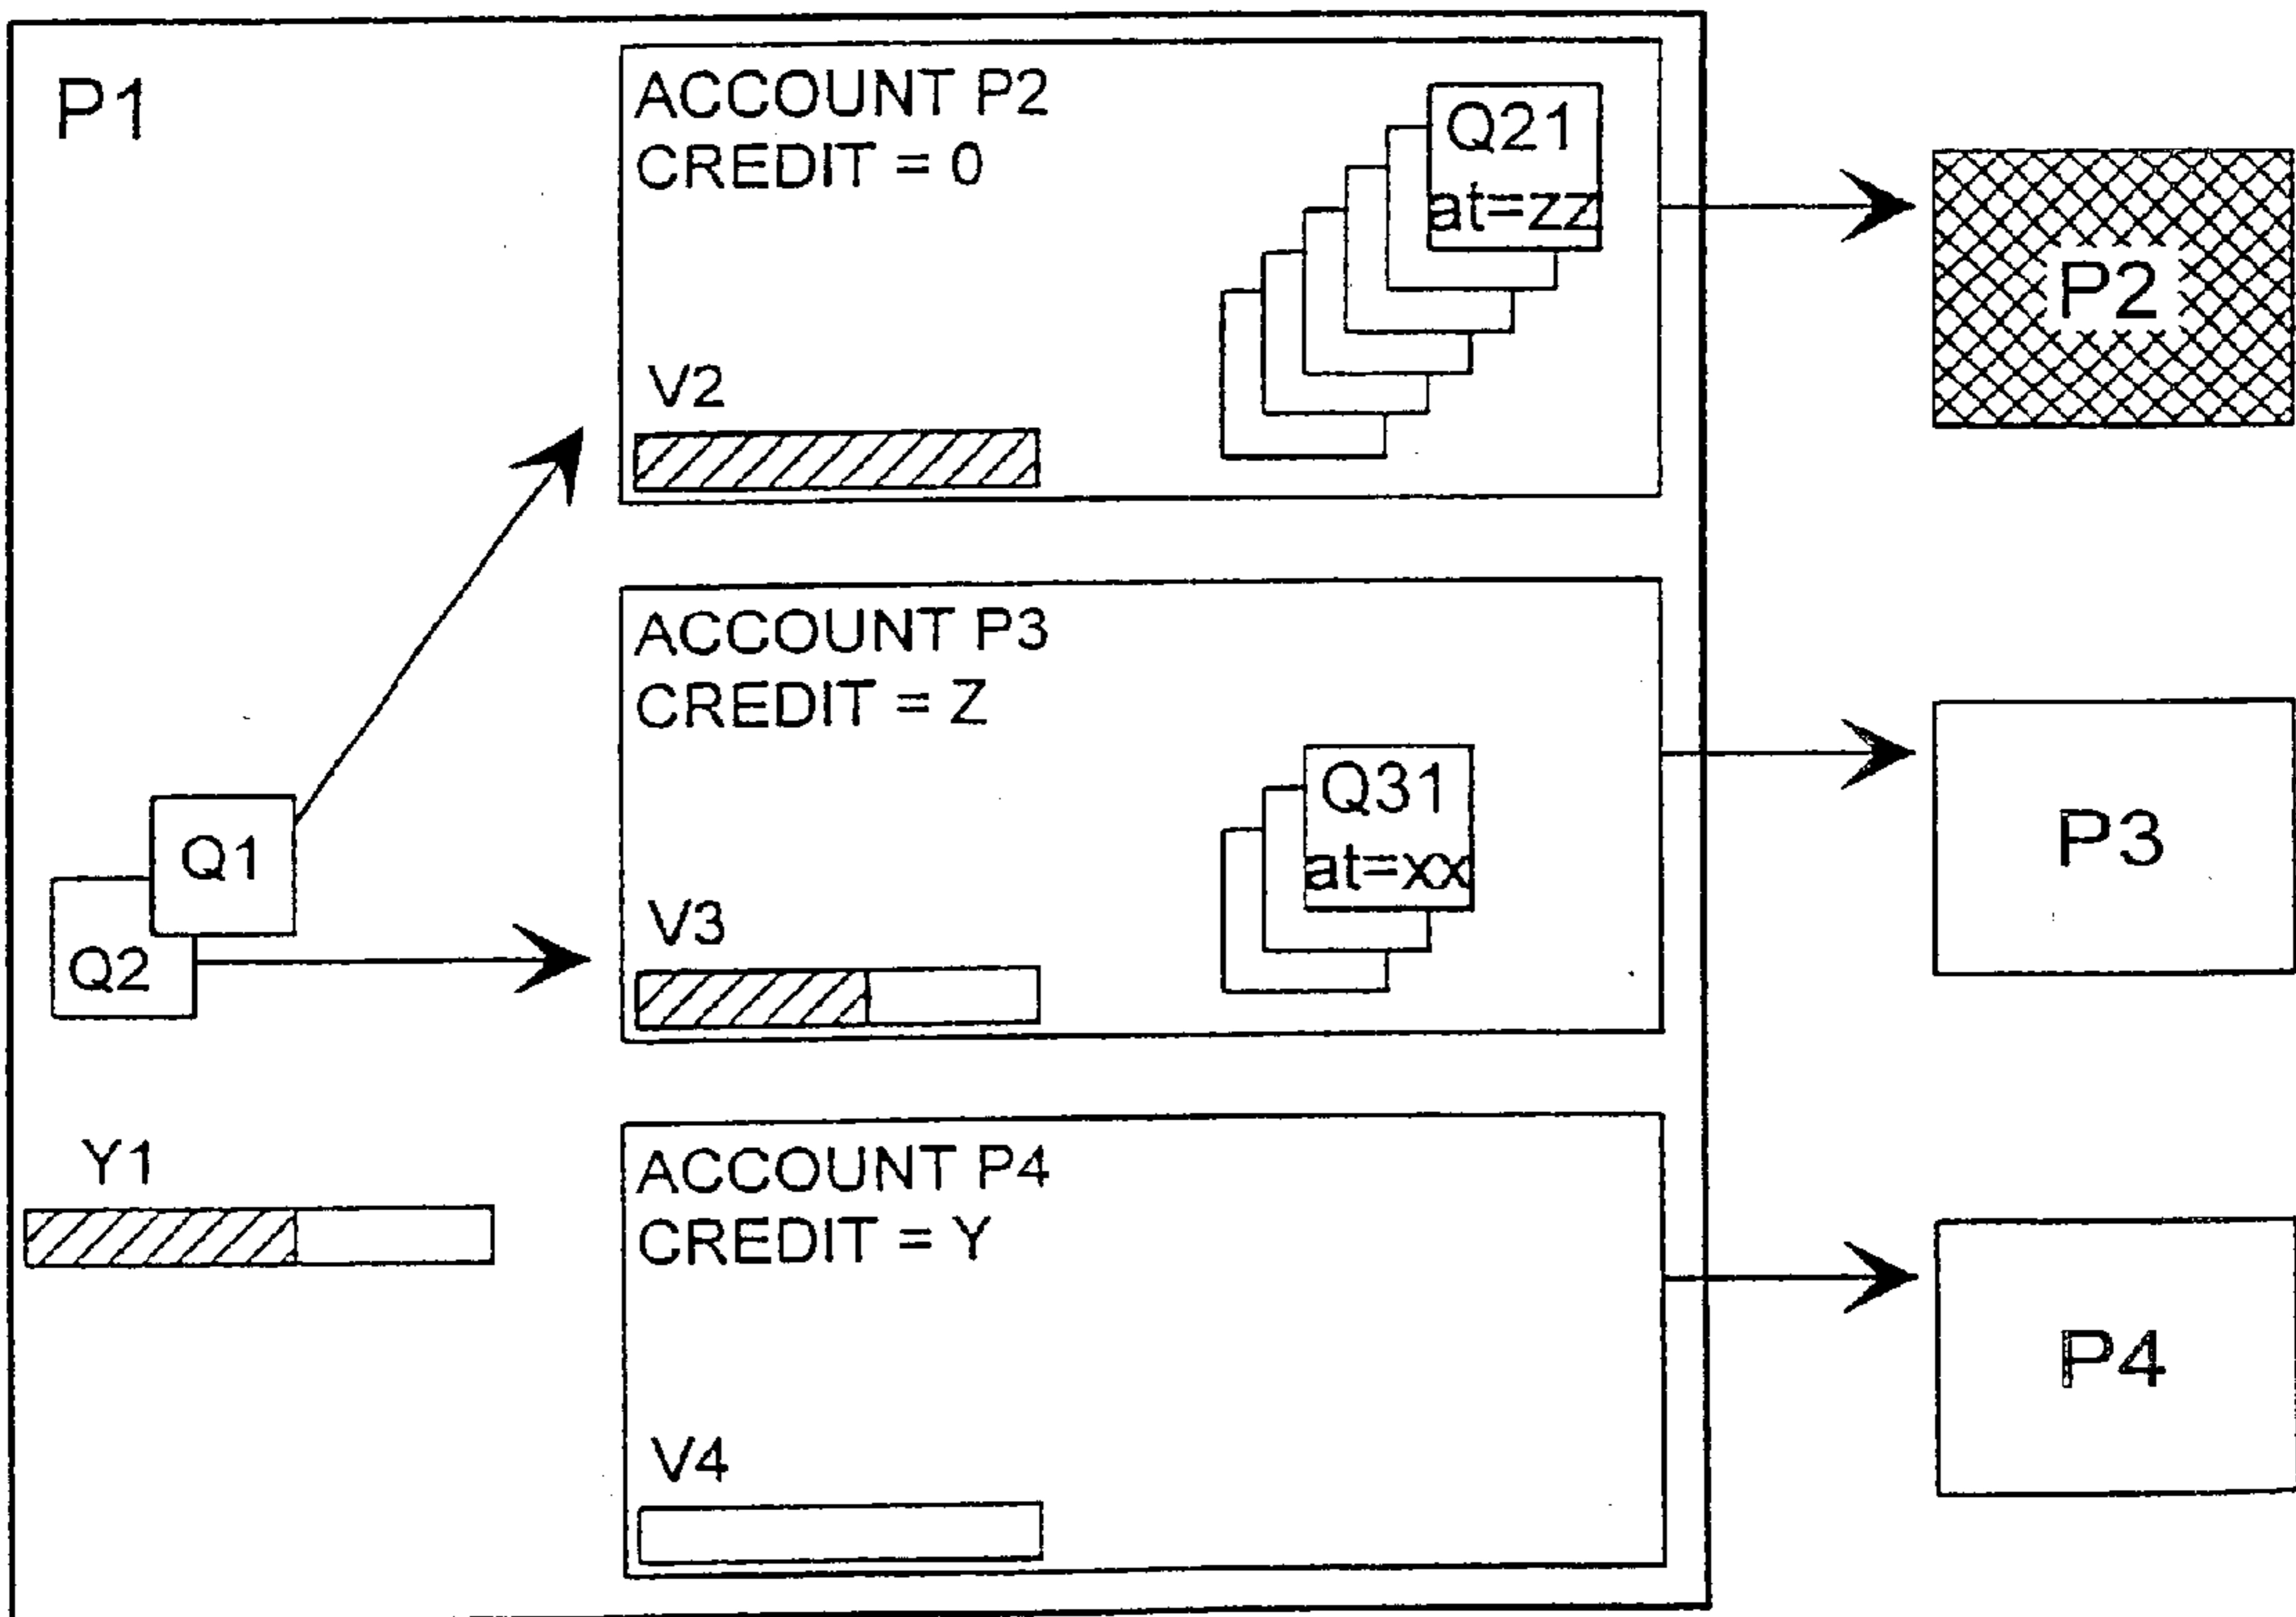 P1
ACCOUNT P2
CREDIT = 0
Q21
at=zz
V2
P2
ACCOUNT P3
CREDIT = Z
Q31
at=xx
V3
P3
Q1
Q2
Y1
ACCOUNT P4
CREDIT = Y
V4
P4